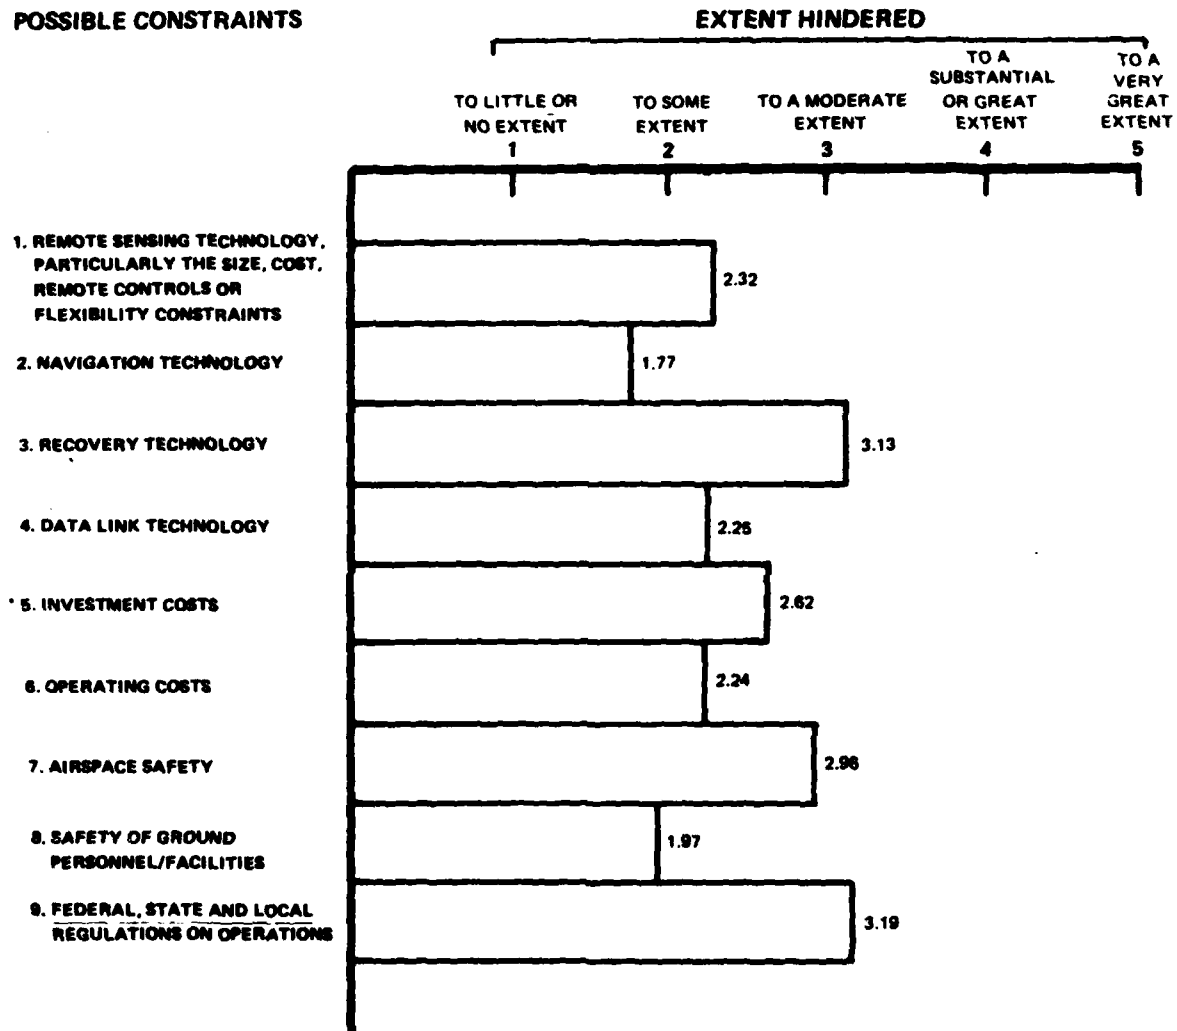 POSSIBLE CONSTRAINTS
EXTENT HINDERED
TO LITTLE OR
NO EXTENT
1
TO SOME
EXTENT
2
TO A MODERATE
EXTENT
3
TO A
SUBSTANTIAL
OR GREAT
EXTENT
4
TO A
VERY
GREAT
EXTENT
5
1. REMOTE SENSING TECHNOLOGY,
PARTICULARLY THE SIZE, COST,
REMOTE CONTROLS OR
FLEXIBILITY CONSTRAINTS
2.32
2. NAVIGATION TECHNOLOGY
1.77
3. RECOVERY TECHNOLOGY
3.13
4. DATA LINK TECHNOLOGY
5. INVESTMENT COSTS
2.62
6. OPERATING COSTS
2.24
7. AIRSPACE SAFETY
8. SAFETY OF GROUND
PERSONNEL/FACILITIES
1.97
9. FEDERAL, STATE AND LOCAL
REGULATIONS ON OPERATIONS
3.19